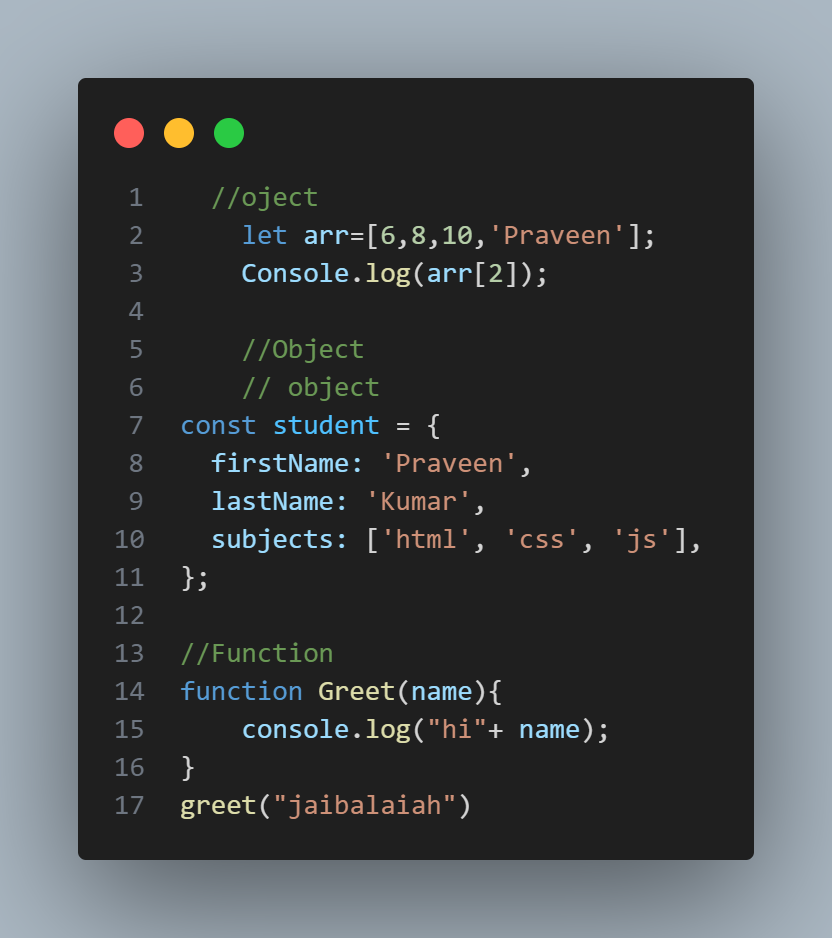 1 //oject
2 let arr=[6,8,10,'Praveen'];
3 Console.log(arr[2]);
4
5 //Object
6 // object
7 const student = {
8 firstName: 'Praveen',
9 lastName: 'Kumar',
10 subjects: ['html', 'css', 'js'],
11 };
12
13 //Function
14 function Greet(name){
15 console.log("hi"+ name);
16 }
17 greet("jaibalaiah")